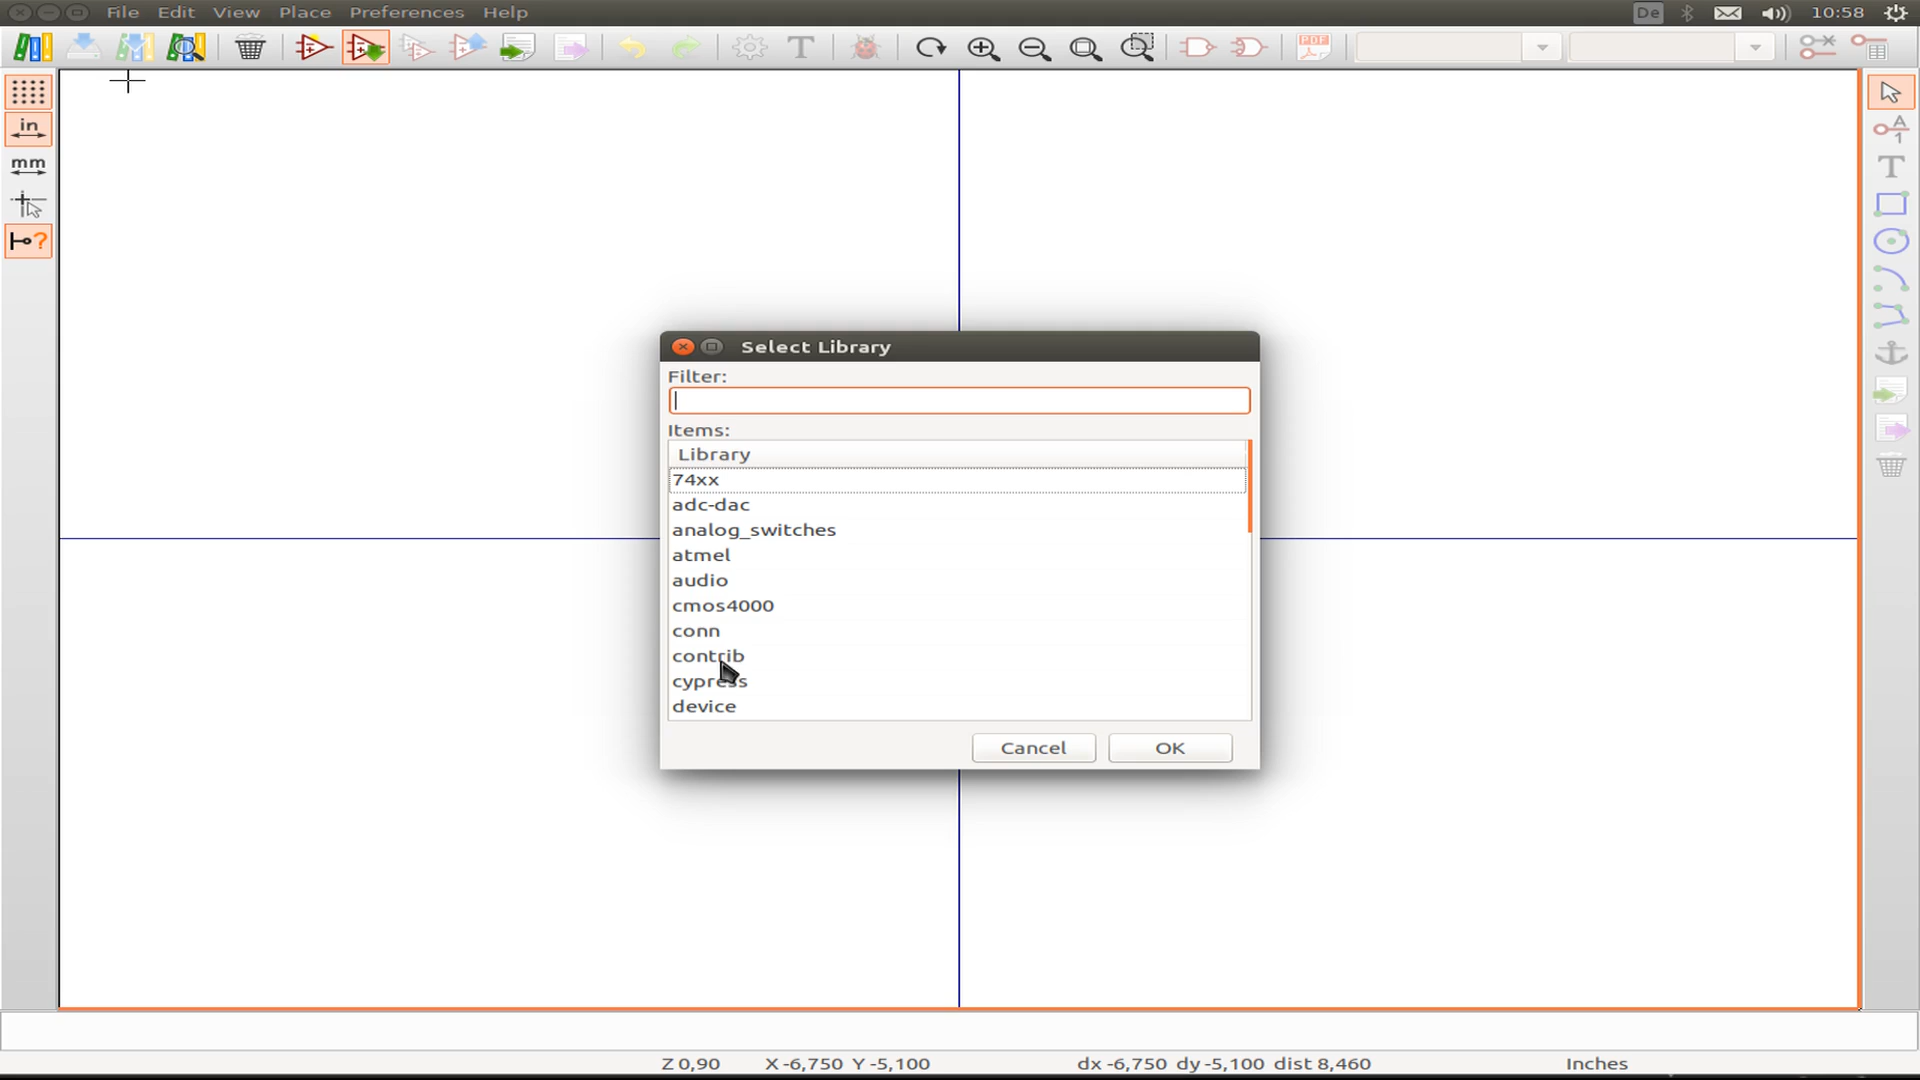 File Edit View Place Preferences Help
De 10:58
T PDF
in
mm
?
A
1
T
Select Library
Filter:
Items:
Library
74xx
adc-dac
analog_switches
atmel
audio
cmos4000
conn
contrib
cypress
device
Cancel OK
Z 0,90 X -6,750 Y -5,100 dx -6,750 dy -5,100 dist 8,460 Inches